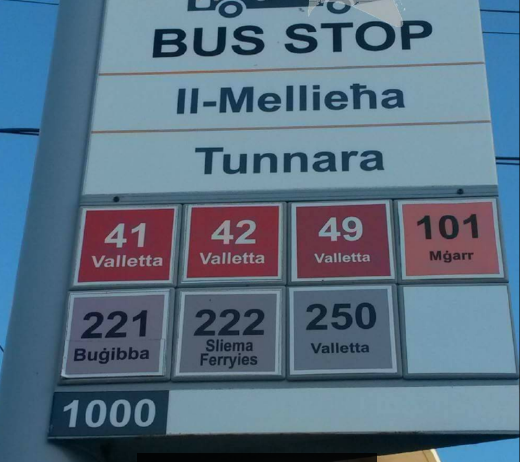 BUS STOP
Il-Mellieħa
Tunnara
41
Valletta
42
Valletta
49
Valletta
101
Mġarr
221
Buġibba
222
Sliema
Ferryies
250
Valletta
1000